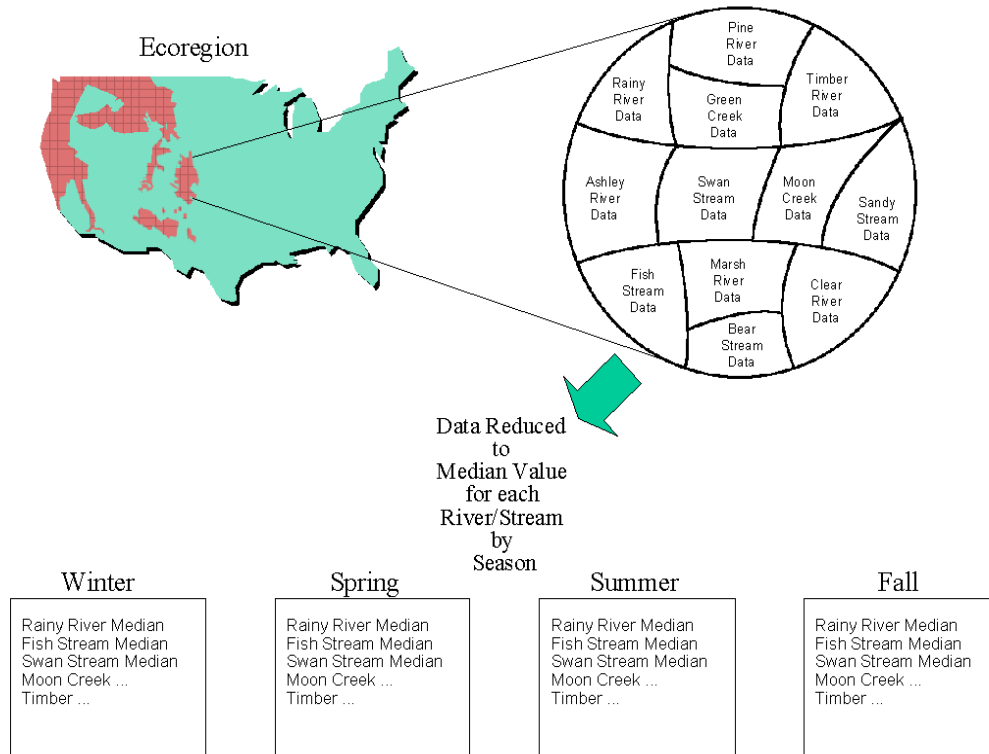 Ecoregion
Pine
River
Data
Rainy
River
Data
Green
Creek
Data
Timber
River
Data
Ashley
River
Data
Swan
Stream
Data
Moon
Creek
Data
Sandy
Stream
Data
Fish
Stream
Data
Marsh
River
Data
Clear
River
Data
Bear
Stream
Data
Data Reduced
to
Median Value
for each
River/Stream
by
Season
Winter
Rainy River Median
Fish Stream Median
Swan Stream Median
Moon Creek ...
Timber ...
Spring
Rainy River Median
Fish Stream Median
Swan Stream Median
Moon Creek ...
Timber ...
Summer
Rainy River Median
Fish Stream Median
Swan Stream Median
Moon Creek ...
Timber ...
Fall
Rainy River Median
Fish Stream Median
Swan Stream Median
Moon Creek ...
Timber ...